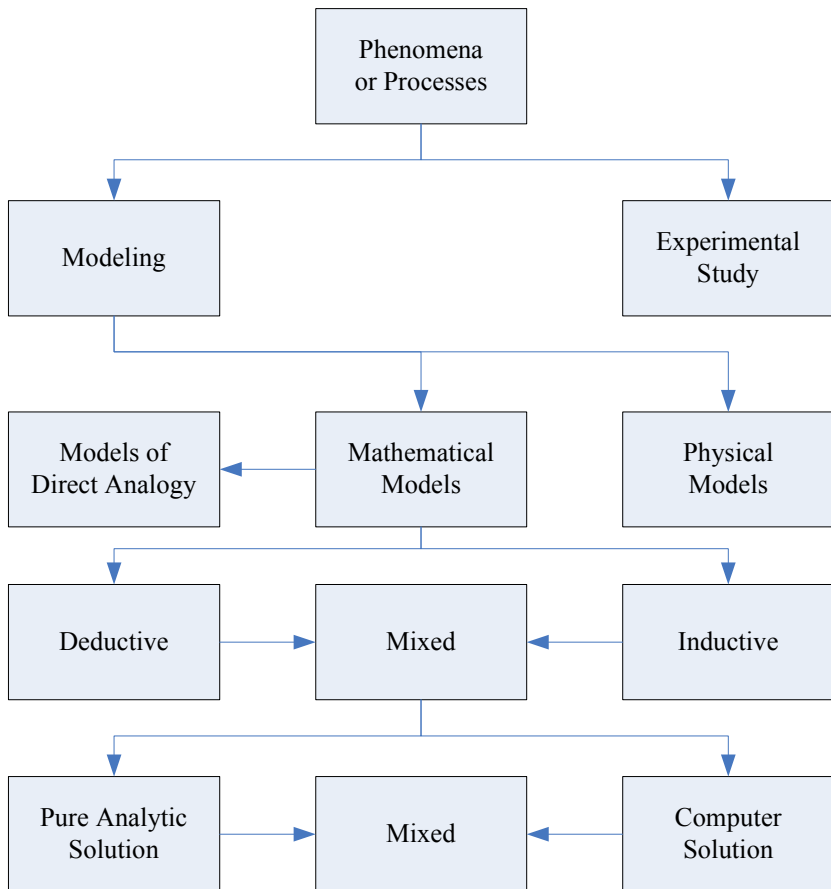 Phenomena
or Processes
Modeling
Experimental
Study
Models of
Direct Analogy
Mathematical
Models
Physical
Models
Deductive
Mixed
Inductive
Pure Analytic
Solution
Mixed
Computer
Solution